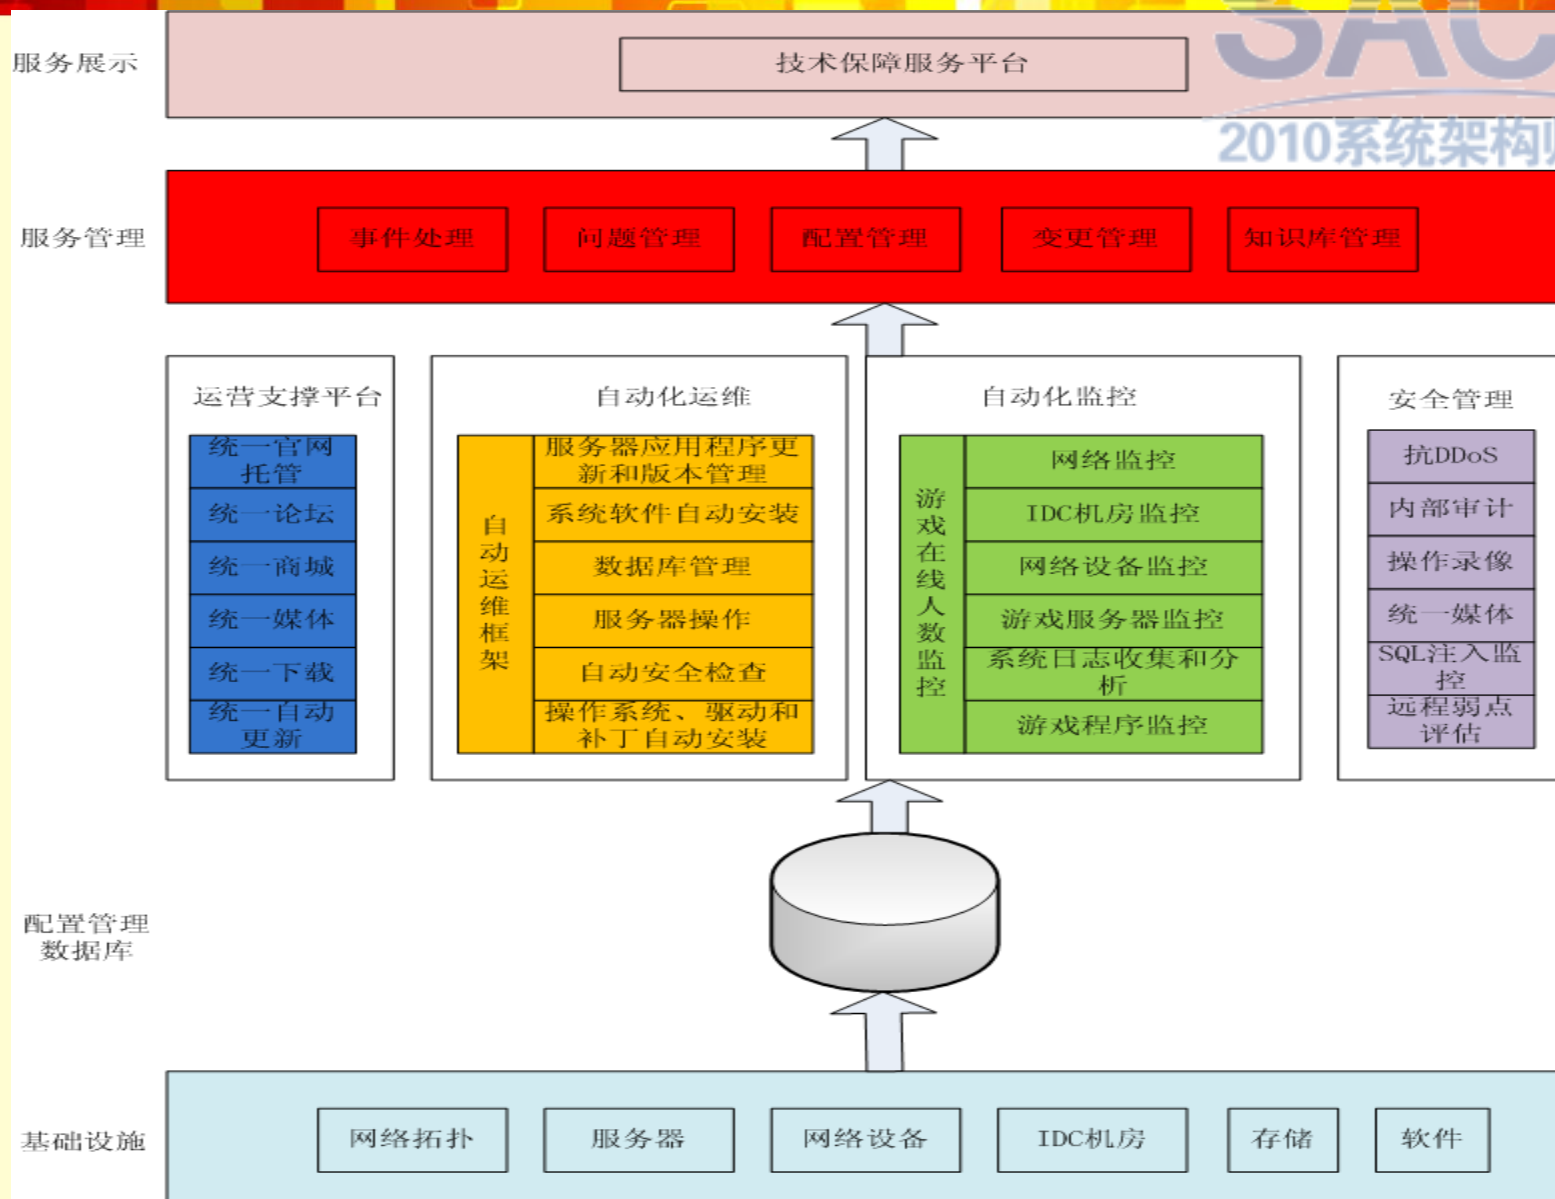 SAC
2010系统架构
服务展示
技术保障服务平台
服务管理
事件处理
问题管理
配置管理
变更管理
知识库管理
运营支撑平台
统一官网
托管
统一论坛
统一商城
统一媒体
统一下载
统一自动
更新
自动化运维
自动运维框架
服务器应用程序更
新和版本管理
系统软件自动安装
数据库管理
服务器操作
自动安全检查
操作系统、驱动和
补丁自动安装
自动化监控
游戏在线人数监控
网络监控
IDC机房监控
网络设备监控
游戏服务器监控
系统日志收集和分
析
游戏程序监控
安全管理
抗DDoS
内部审计
操作录像
统一媒体
SQL注入监
控
远程弱点
评估
配置管理
数据库
基础设施
网络拓扑
服务器
网络设备
IDC机房
存储
软件